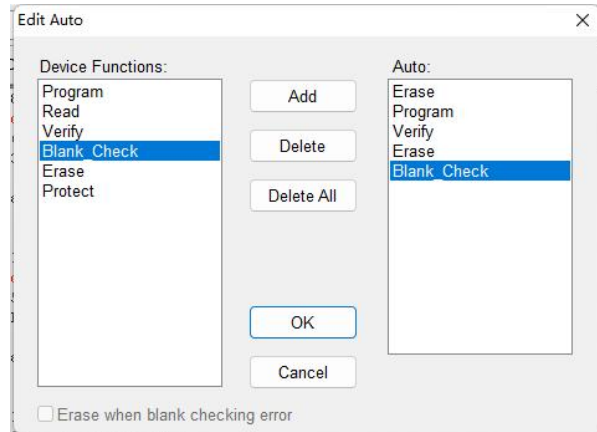 Edit Auto
Device Functions:
Program
Read
Verify
Blank_Check
Erase
Protect
Add
Delete
Delete All
OK
Cancel
Auto:
Erase
Program
Verify
Erase
Blank_Check
Erase when blank checking error